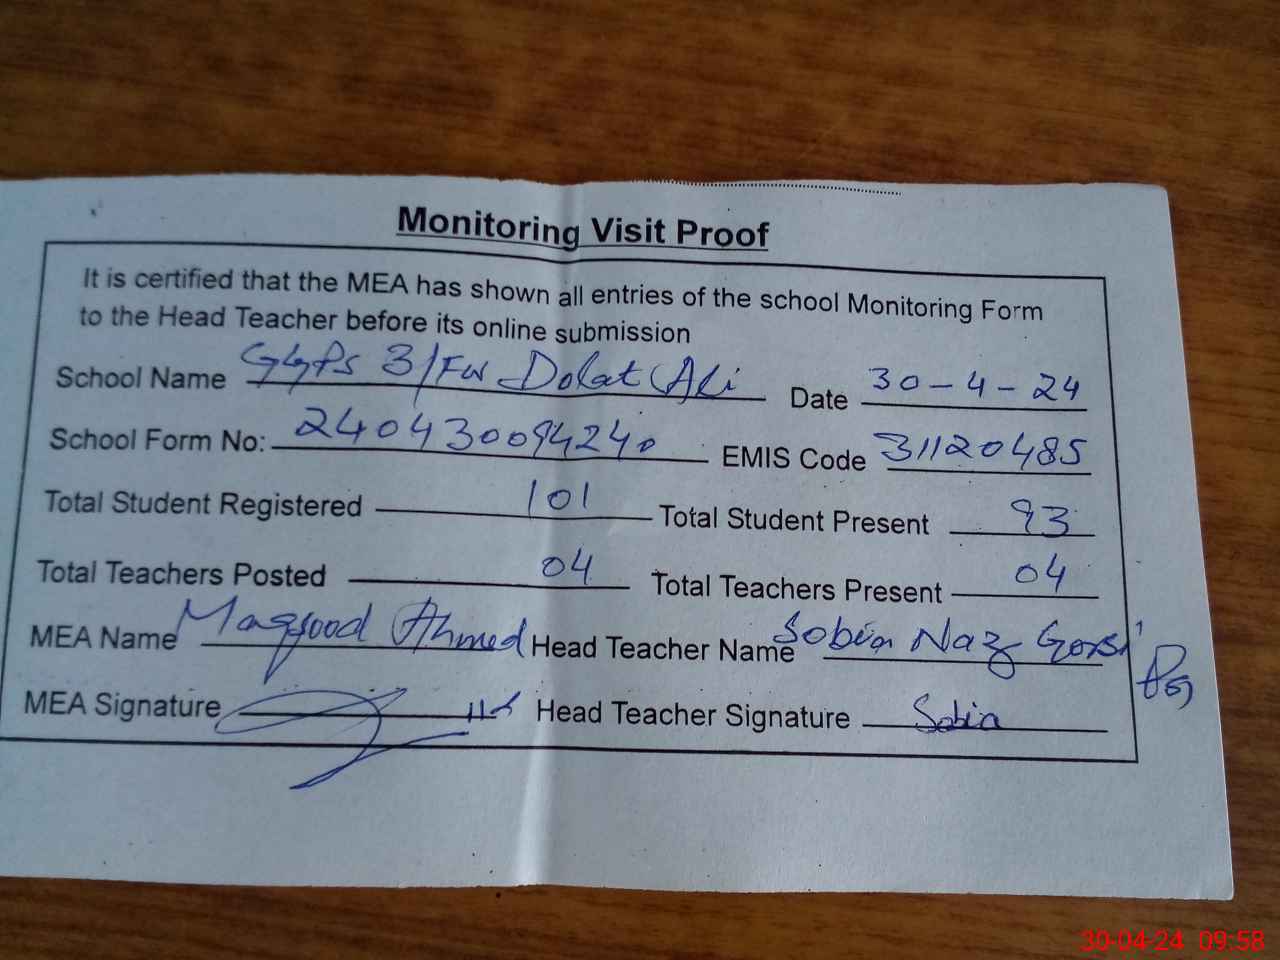 Monitoring Visit Proof
It is certified that the MEA has shown all entries of the school Monitoring Form
to the Head Teacher before its online submission
School Name GGPS 3/FW Dolat Ali Date 30-4-24
School Form No: 240430094240 EMIS Code 31120485
Total Student Registered 101 Total Student Present 93
Total Teachers Posted 04 Total Teachers Present 04
MEA Name Maqsood Ahmed Head Teacher Name Sobia Naz Gorsi
MEA Signature Head Teacher Signature Sobia
30-04-24 09:58